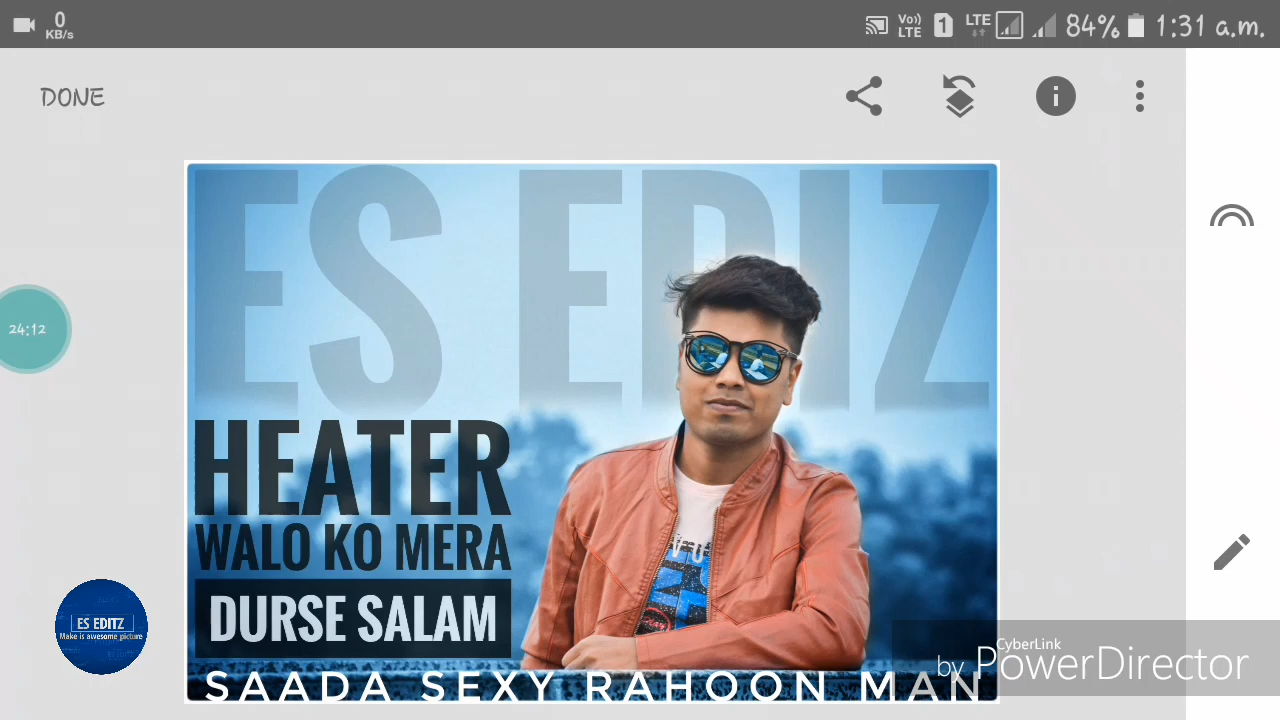 0
KB/s
Vo)
LTE
1
LTE
84%
1:31 a.m.
DONE
ES EDIZ
24:12
HEATER
WALO KO MERA
DURSE SALAM
ES EDITZ
Make is awesome picture
SAADA SEXY RAHOON MAN
CyberLink
by PowerDirector